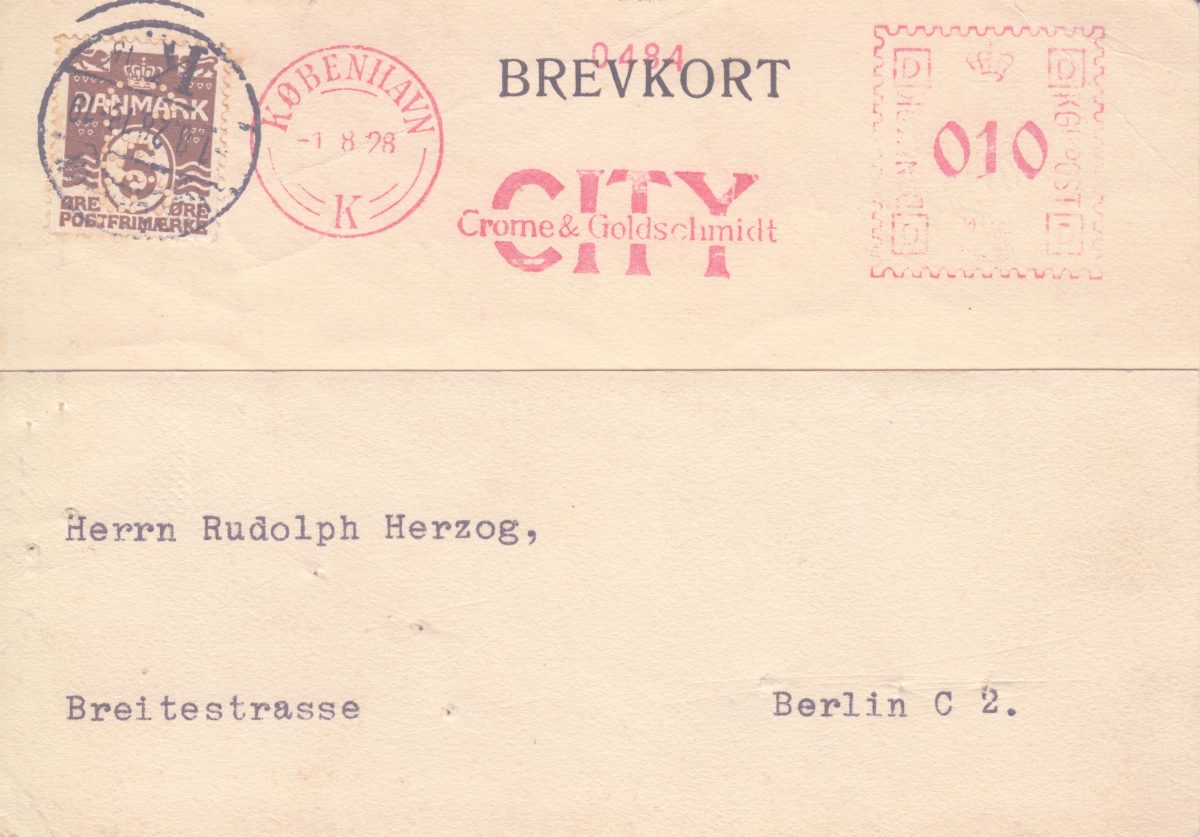 DANMARK
5
ØRE ØRE
POSTFRIMÆRKE
KØBENHAVN
-1 8.28
K
0484
BREVKORT
CITY
Crome & Goldschmidt
010
POST
Herrn Rudolph Herzog,
Breitestrasse Berlin C 2.